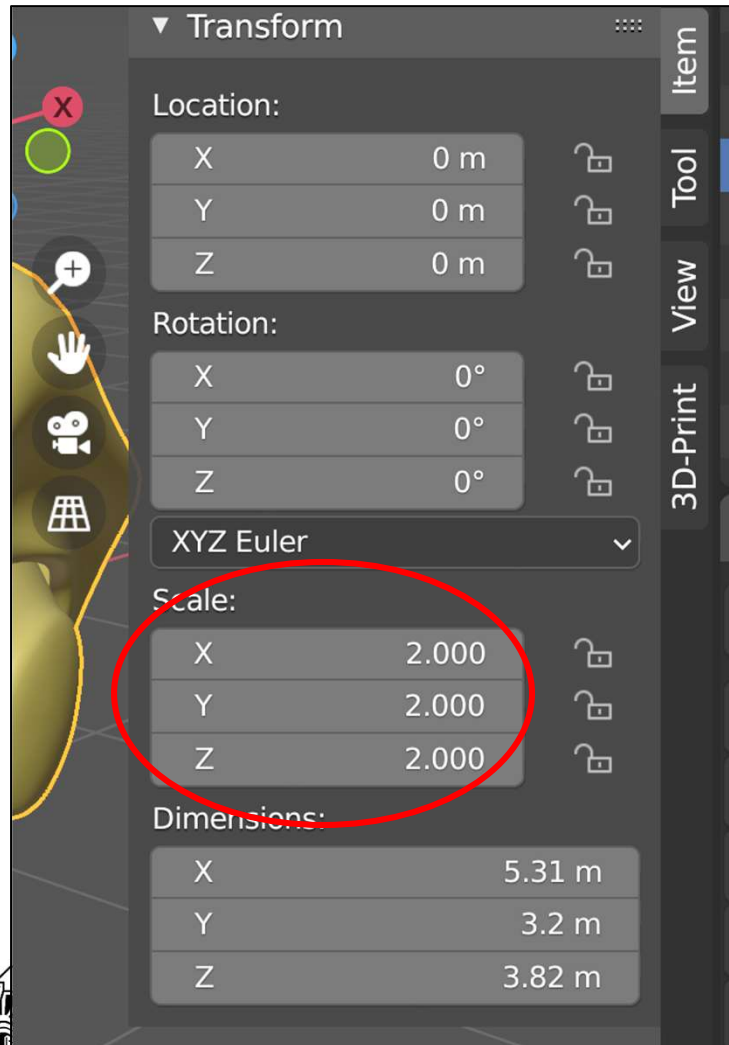 Transform
Item
X
Location:
X 0 m
Y 0 m
Z 0 m
Tool
View
Rotation:
X 0°
Y 0°
Z 0°
3D-Print
XYZ Euler
Scale:
X 2.000
Y 2.000
Z 2.000
Dimensions:
X 5.31 m
Y 3.2 m
Z 3.82 m